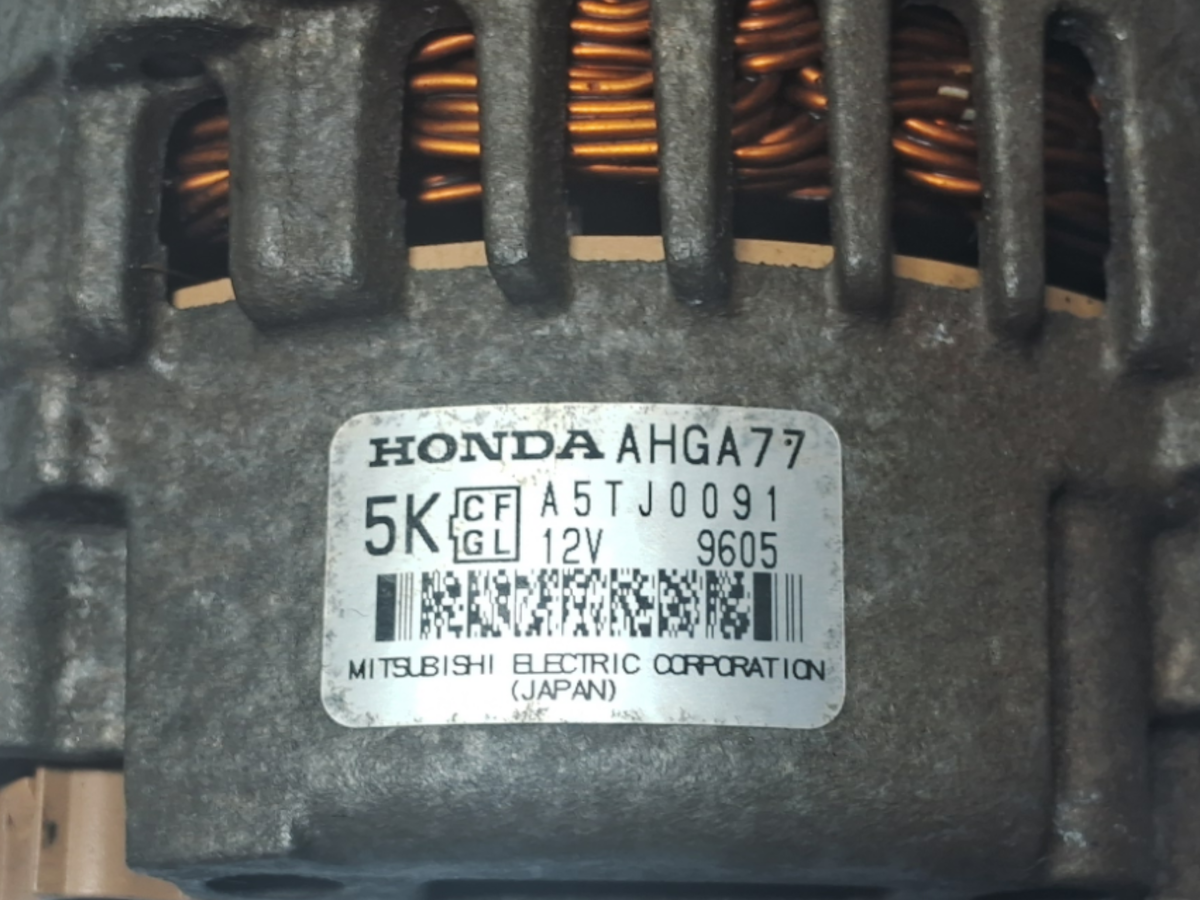 HONDA AHGA77
5K CF GL A5TJ0091
12V 9605
MITSUBISHI ELECTRIC CORPORATION
(JAPAN)